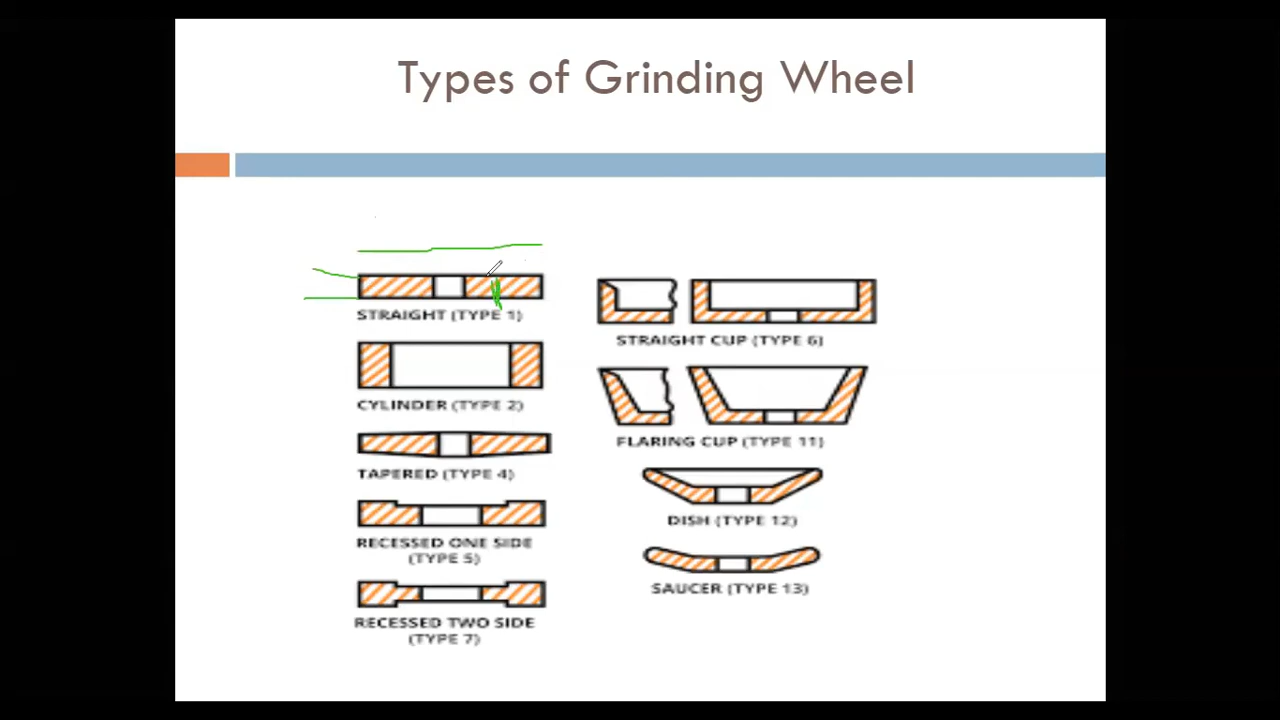 Types of Grinding Wheel
STRAIGHT (TYPE 1)
CYLINDER (TYPE 2)
TAPERED (TYPE 4)
RECESSED ONE SIDE
(TYPE 5)
RECESSED TWO SIDE
(TYPE 7)
STRAIGHT CUP (TYPE 6)
FLARING CUP (TYPE 11)
DISH (TYPE 12)
SAUCER (TYPE 13)